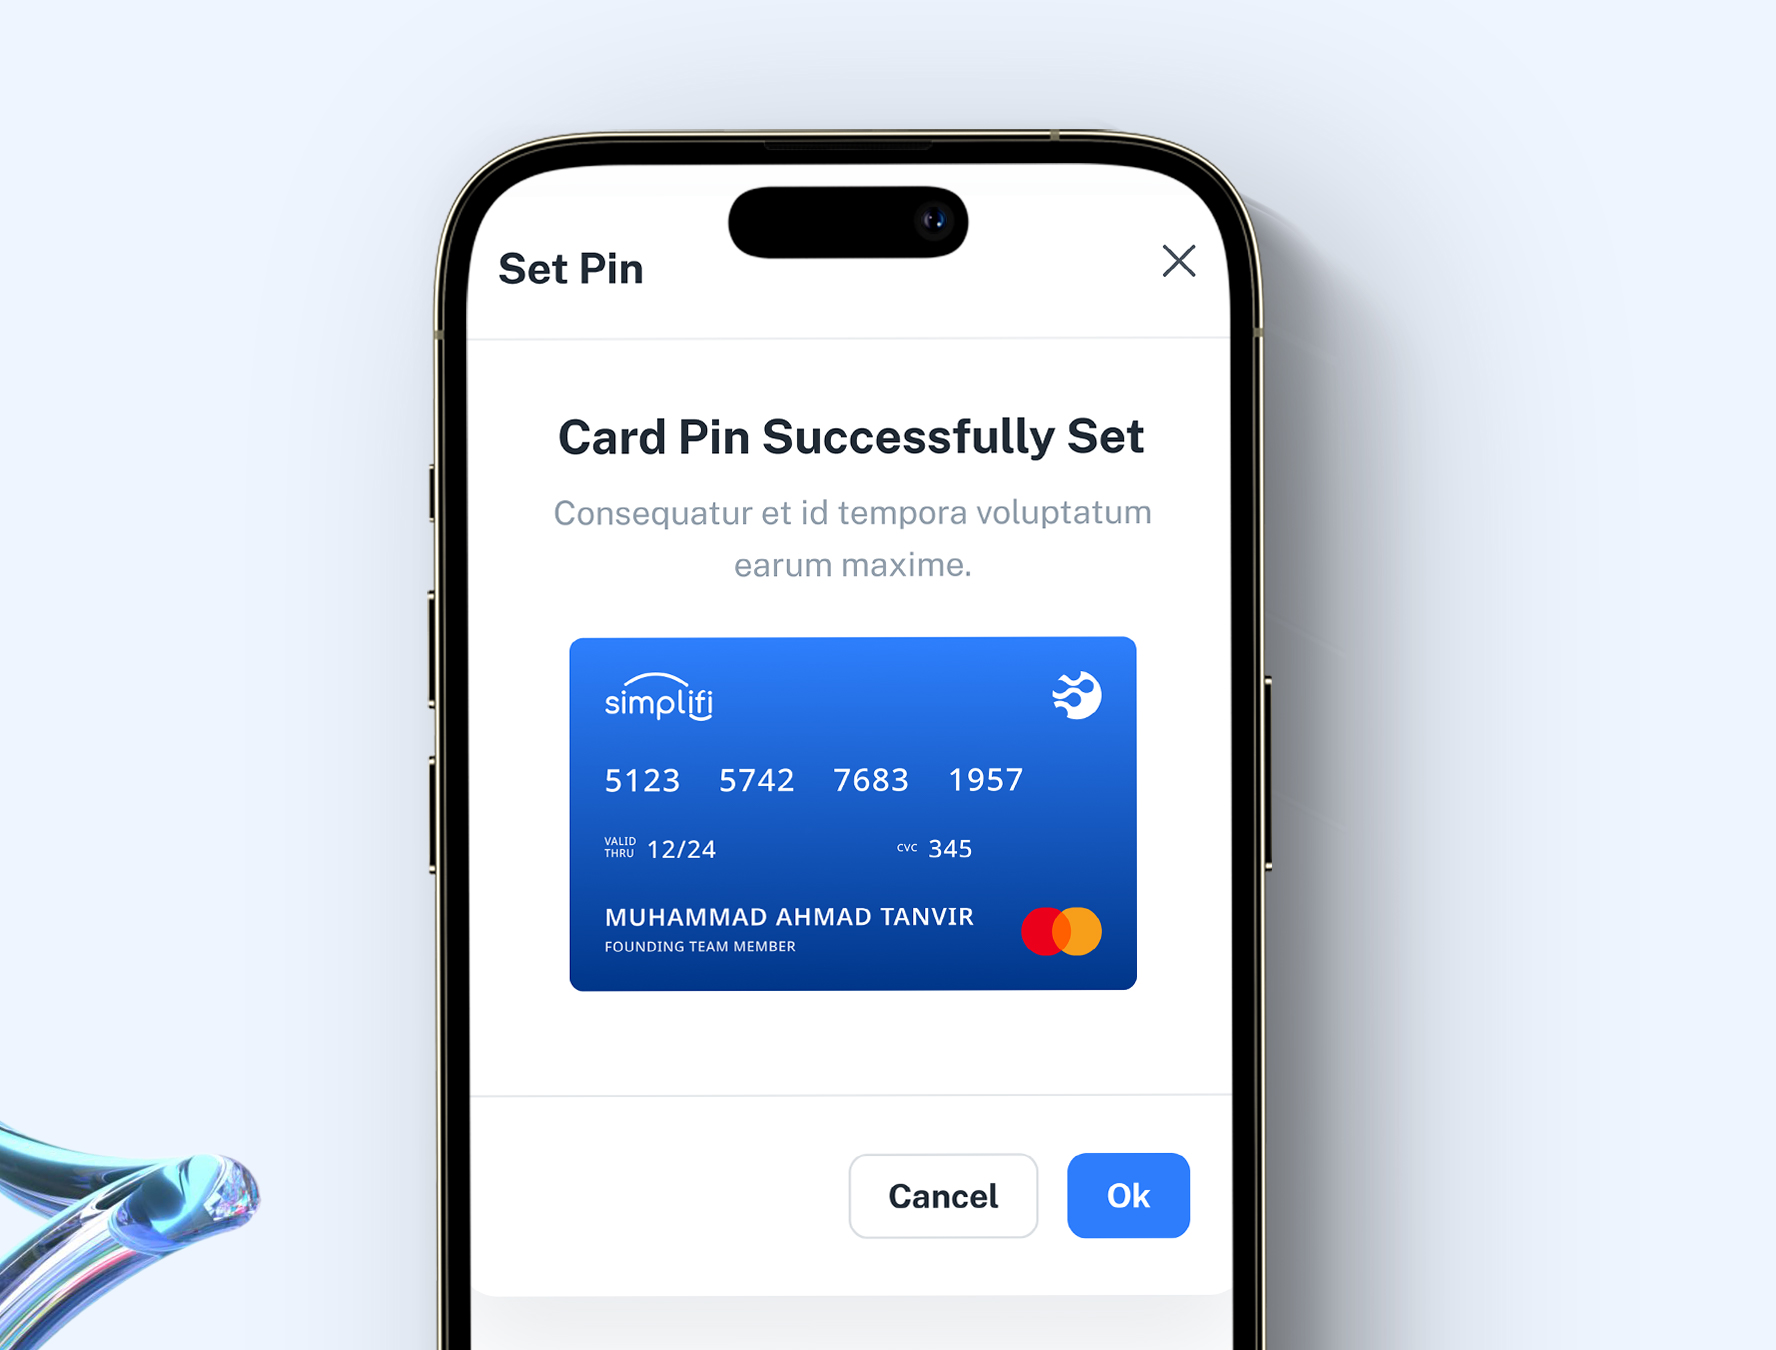 Set Pin
Card Pin Successfully Set
Consequatur et id tempora voluptatum
earum maxime.
simplifi
5123 5742 7683 1957
VALID
THRU 12/24 CVC 345
MUHAMMAD AHMAD TANVIR
FOUNDING TEAM MEMBER
Cancel Ok